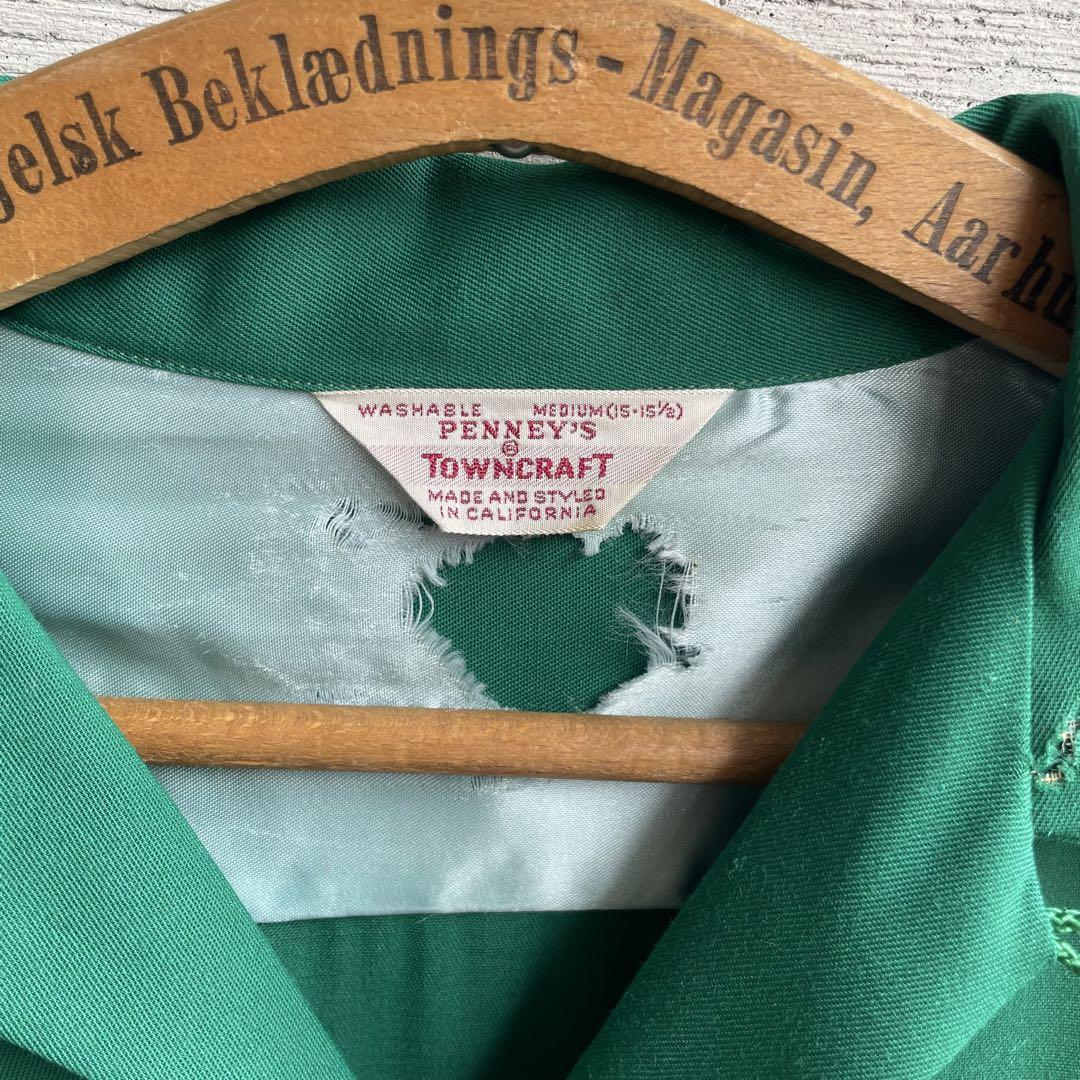 gelsk Beklædnings-Magasin, Aarhu
WASHABLE MEDIUM(15-15½)
PENNEY'S
®
TOWNCRAFT
MADE AND STYLED
IN CALIFORNIA